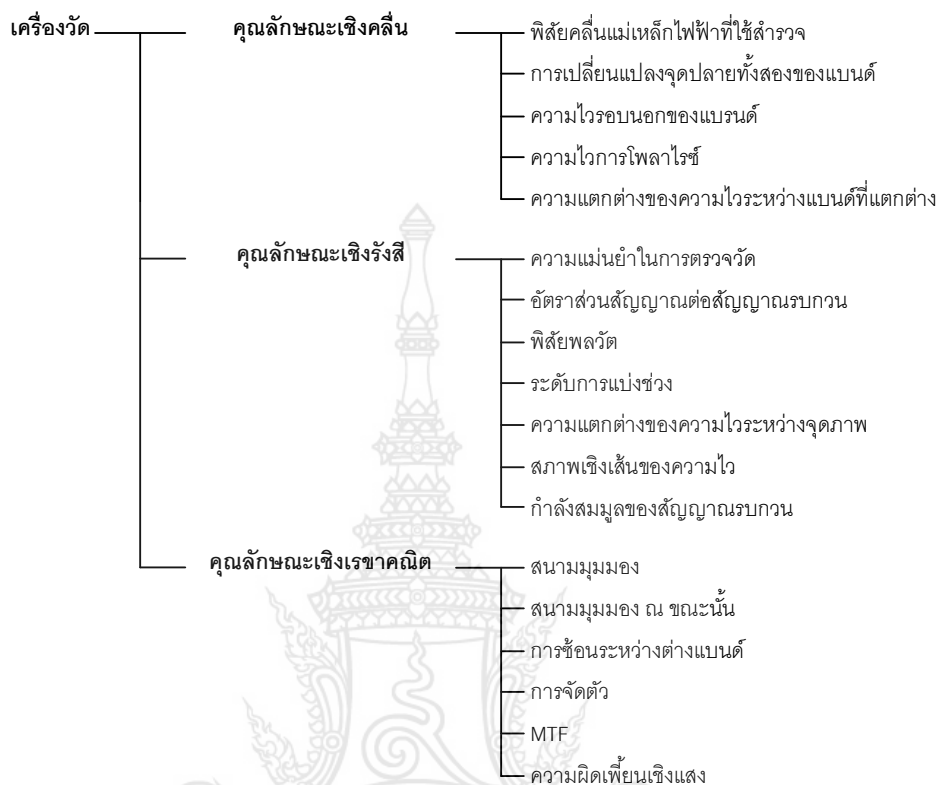 เครื่องวัด
คุณลักษณะเชิงคลื่น
พิสัยคลื่นแม่เหล็กไฟฟ้าที่ใช้สำรวจ
การเปลี่ยนแปลงจุดปลายทั้งสองของแบนด์
ความไวรอบนอกของแบรนด์
ความไวการโพลาไรซ์
ความแตกต่างของความไวระหว่างแบนด์ที่แตกต่าง
คุณลักษณะเชิงรังสี
ความแม่นยำในการตรวจวัด
อัตราส่วนสัญญาณต่อสัญญาณรบกวน
พิสัยพลวัต
ระดับการแบ่งช่วง
ความแตกต่างของความไวระหว่างจุดภาพ
สภาพเชิงเส้นของความไว
กำลังสมมูลของสัญญาณรบกวน
คุณลักษณะเชิงเรขาคณิต
สนามมุมมอง
สนามมุมมอง ณ ขณะนั้น
การซ้อนระหว่างต่างแบนด์
การจัดตัว
MTF
ความผิดเพี้ยนเชิงแสง